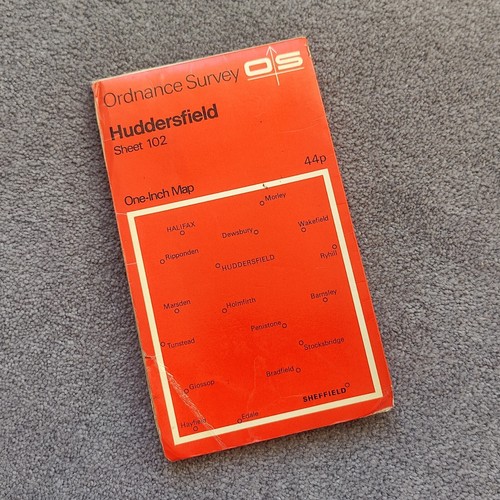 Ordnance Survey OS
Huddersfield
Sheet 102
44p
One-Inch Map
Morley
HALIFAX
Dewsbury
Wakefield
Ripponden
HUDDERSFIELD
Ryhill
Marsden
Holmfirth
Barnsley
Penistone
Tunstead
Stocksbridge
Glossop
Bradfield
SHEFFIELD
Hayfield
Edale